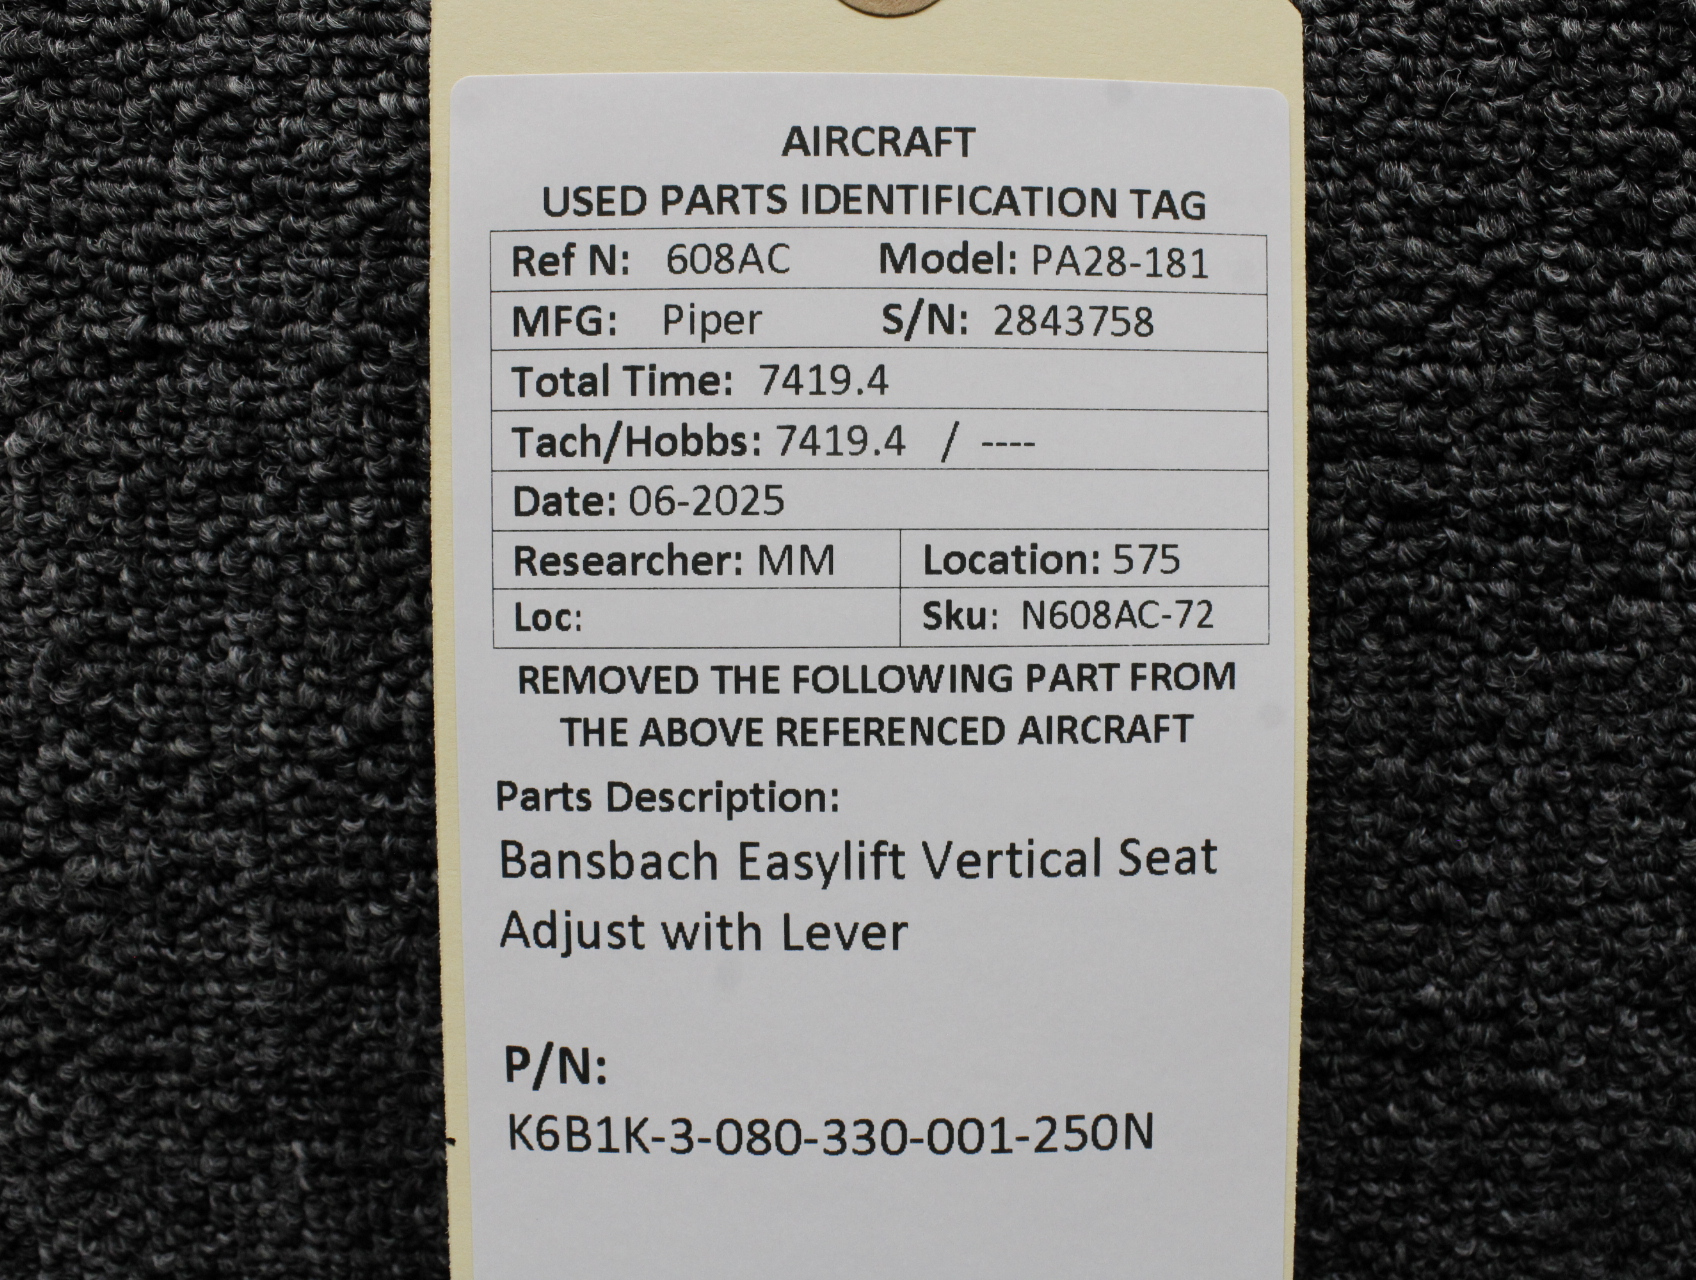 AIRCRAFT
USED PARTS IDENTIFICATION TAG
Ref N: 608AC Model: PA28-181
MFG: Piper S/N: 2843758
Total Time: 7419.4
Tach/Hobbs: 7419.4 / ----
Date: 06-2025
Researcher: MM Location: 575
Loc: Sku: N608AC-72
REMOVED THE FOLLOWING PART FROM
THE ABOVE REFERENCED AIRCRAFT
Parts Description:
Bansbach Easylift Vertical Seat
Adjust with Lever
P/N:
K6B1K-3-080-330-001-250N